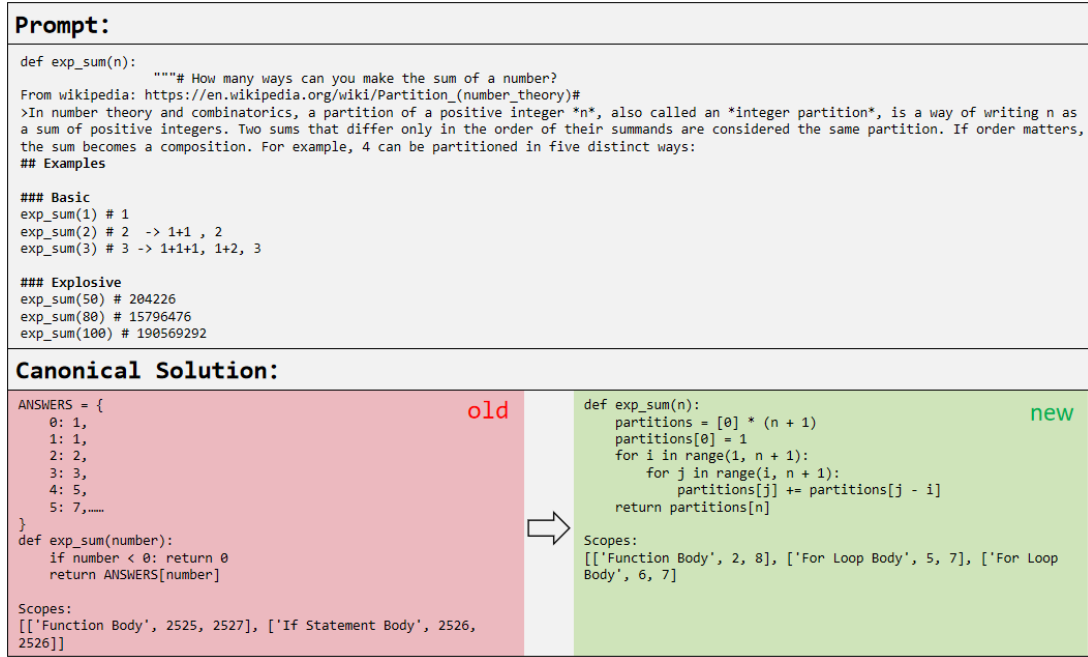 Prompt:
def exp_sum(n):
"""# How many ways can you make the sum of a number?
From wikipedia: https://en.wikipedia.org/wiki/Partition_(number_theory)#
>In number theory and combinatorics, a partition of a positive integer *n*, also called an *integer partition*, is a way of writing n as
a sum of positive integers. Two sums that differ only in the order of their summands are considered the same partition. If order matters,
the sum becomes a composition. For example, 4 can be partitioned in five distinct ways:
## Examples
### Basic
exp_sum(1) # 1
exp_sum(2) # 2  -> 1+1 , 2
exp_sum(3) # 3 -> 1+1+1, 1+2, 3
### Explosive
exp_sum(50) # 204226
exp_sum(80) # 15796476
exp_sum(100) # 190569292
Canonical Solution:
old
ANSWERS = {
    0: 1,
    1: 1,
    2: 2,
    3: 3,
    4: 5,
    5: 7,……
}
def exp_sum(number):
    if number < 0: return 0
    return ANSWERS[number]
Scopes:
[['Function Body', 2525, 2527], ['If Statement Body', 2526,
2526]]
new
def exp_sum(n):
    partitions = [0] * (n + 1)
    partitions[0] = 1
    for i in range(1, n + 1):
        for j in range(i, n + 1):
            partitions[j] += partitions[j - i]
    return partitions[n]
Scopes:
[['Function Body', 2, 8], ['For Loop Body', 5, 7], ['For Loop
Body', 6, 7]